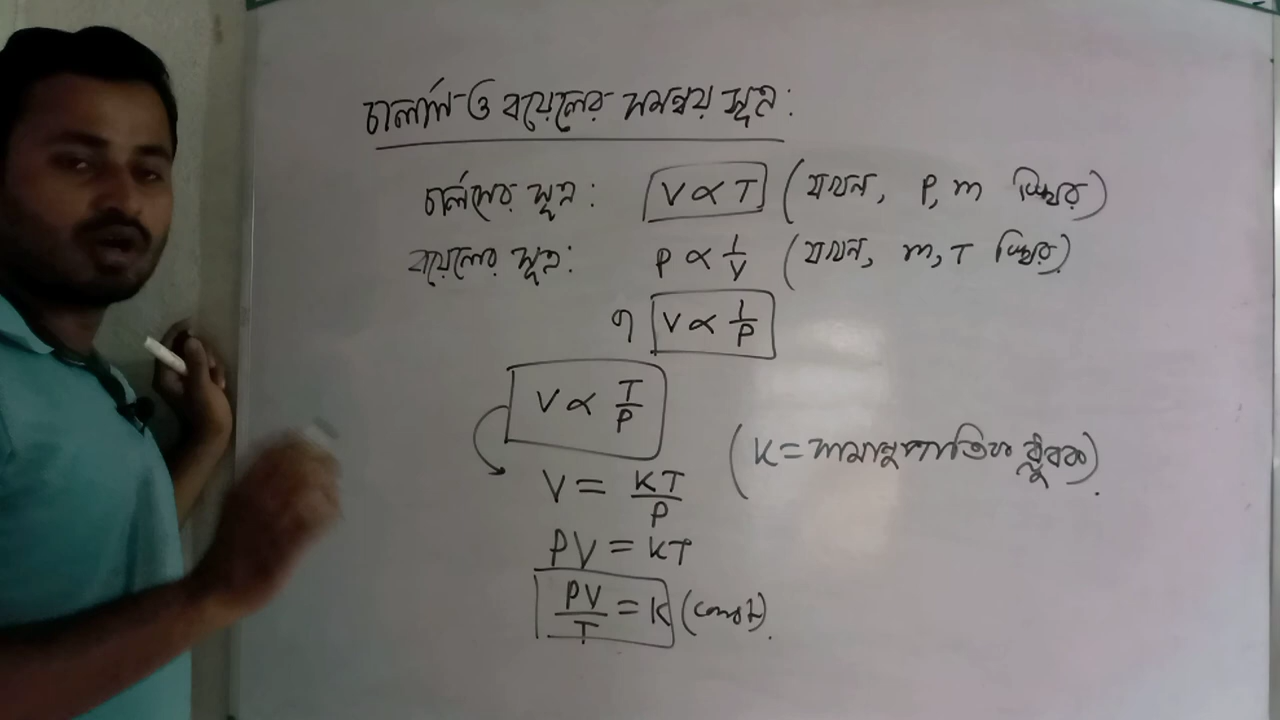 চার্লস ও বয়েলের সমন্বয় সূত্র:
চার্লসের সূত্র: V ∝ T (যখন, P, m স্থির)
বয়েলের সূত্র: P ∝ 1/V (যখন, m, T স্থির)
বা V ∝ 1/P
V ∝ T/P
(K = সমানুপাতিক ধ্রুবক).
V = KT/P
PV = KT
PV/T = K (const).